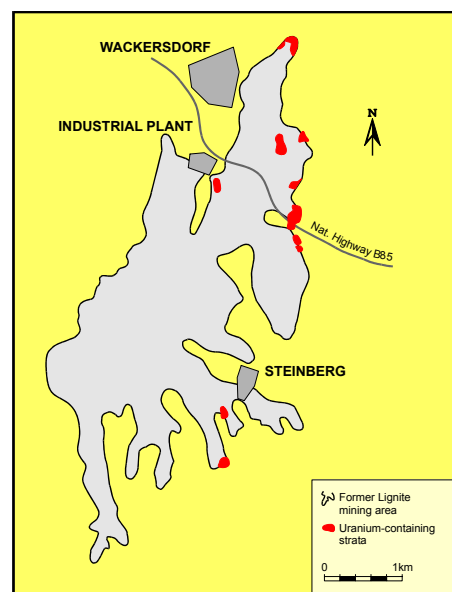 WACKERSDORF
INDUSTRIAL PLANT
N
Nat. Highway B85
STEINBERG
Former Lignite
mining area
Uranium-containing
strata
0 1km